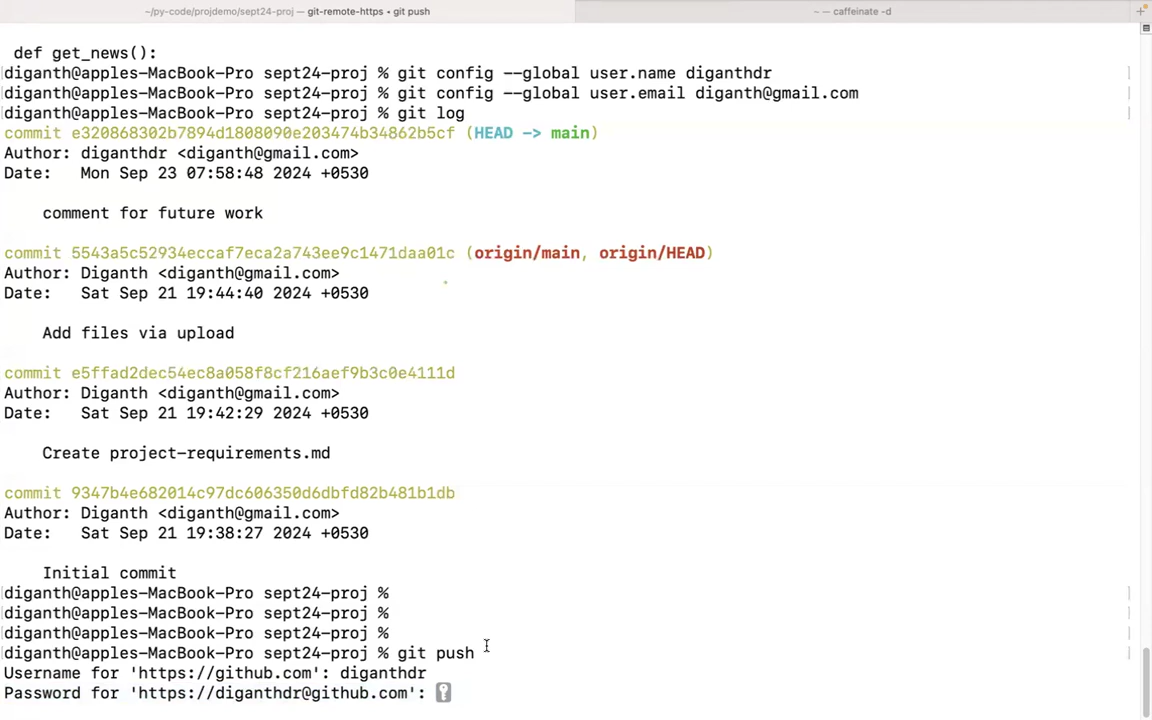 ~/py-code/projdemo/sept24-proj — git-remote-https • git push
~ — caffeinate -d
def get_news():
diganth@apples-MacBook-Pro sept24-proj % git config --global user.name diganthdr
diganth@apples-MacBook-Pro sept24-proj % git config --global user.email diganth@gmail.com
diganth@apples-MacBook-Pro sept24-proj % git log
commit e320868302b7894d1808090e203474b34862b5cf (HEAD -> main)
Author: diganthdr <diganth@gmail.com>
Date:   Mon Sep 23 07:58:48 2024 +0530
comment for future work
commit 5543a5c52934eccaf7eca2a743ee9c1471daa01c (origin/main, origin/HEAD)
Author: Diganth <diganth@gmail.com>
Date:   Sat Sep 21 19:44:40 2024 +0530
Add files via upload
commit e5ffad2dec54ec8a058f8cf216aef9b3c0e4111d
Author: Diganth <diganth@gmail.com>
Date:   Sat Sep 21 19:42:29 2024 +0530
Create project-requirements.md
commit 9347b4e682014c97dc606350d6dbfd82b481b1db
Author: Diganth <diganth@gmail.com>
Date:   Sat Sep 21 19:38:27 2024 +0530
Initial commit
diganth@apples-MacBook-Pro sept24-proj %
diganth@apples-MacBook-Pro sept24-proj %
diganth@apples-MacBook-Pro sept24-proj %
diganth@apples-MacBook-Pro sept24-proj % git push
Username for 'https://github.com': diganthdr
Password for 'https://diganthdr@github.com':